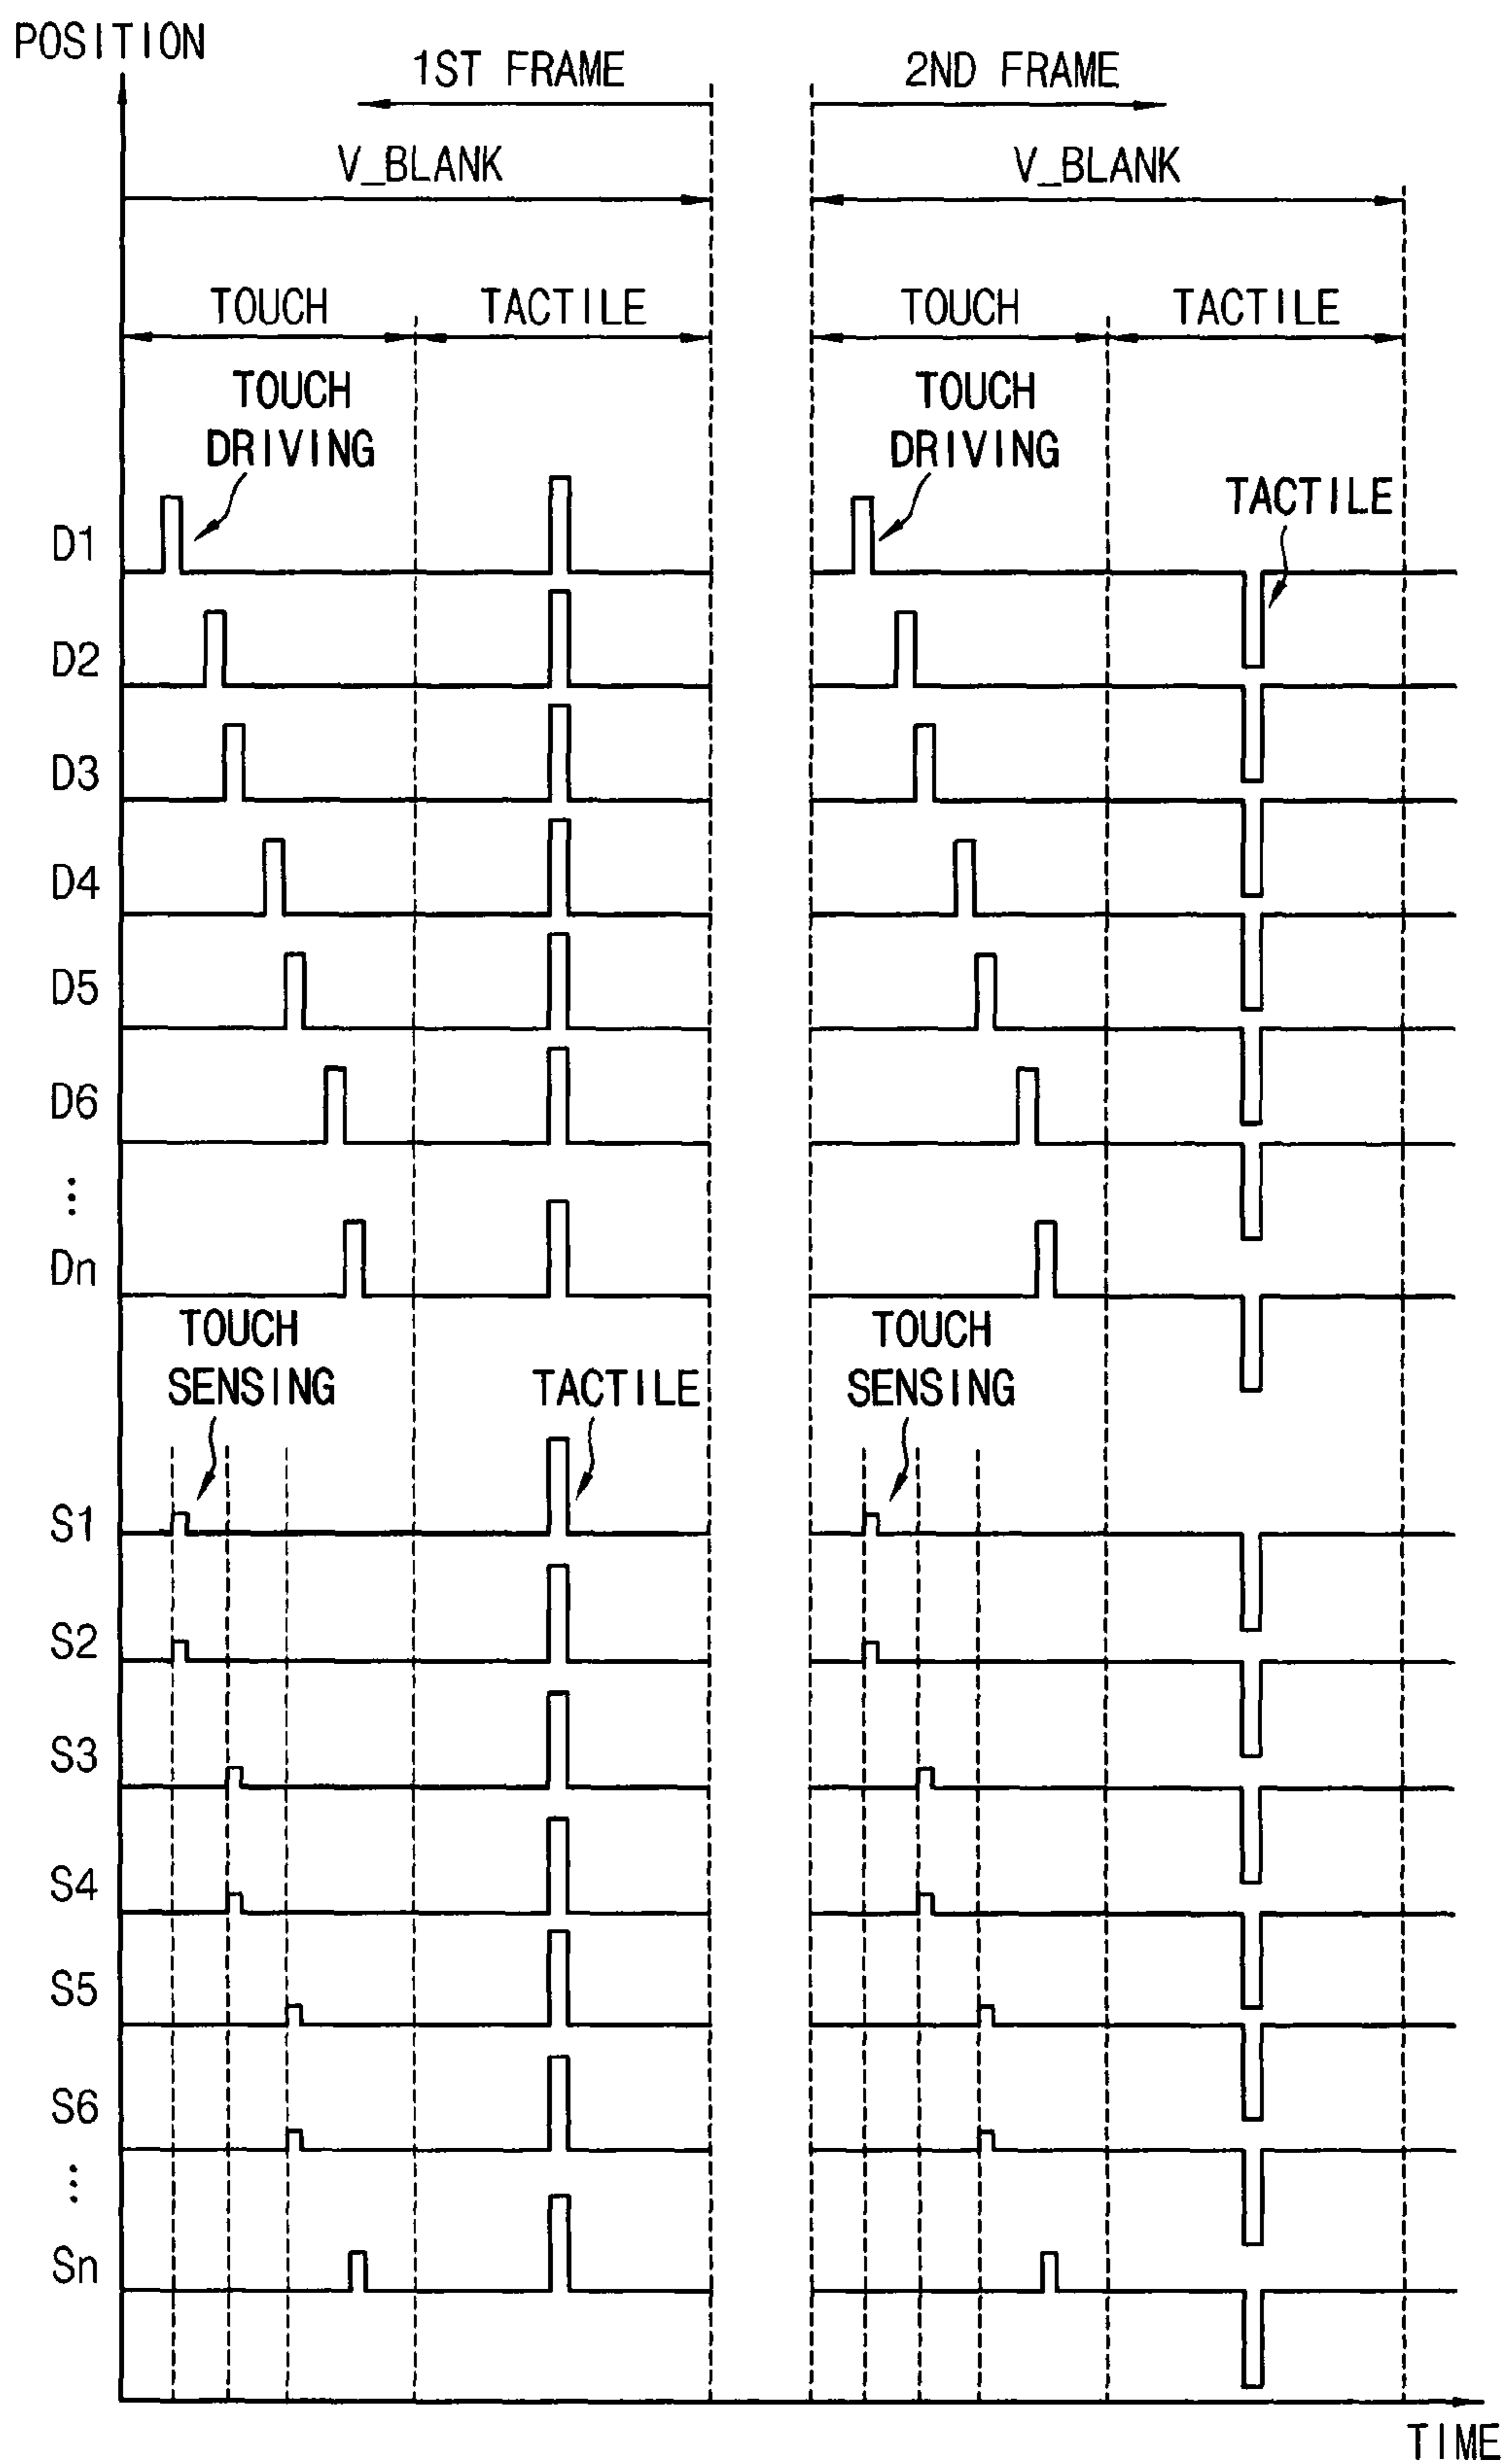 POSITION
1ST FRAME
2ND FRAME
V_BLANK
V_BLANK
TOUCH
TACTILE
TOUCH
TACTILE
TOUCH
DRIVING
TOUCH
DRIVING
TACTILE
D1
D2
D3
D4
D5
D6
⋮
Dn
TOUCH
SENSING
TACTILE
TOUCH
SENSING
S1
S2
S3
S4
S5
S6
⋮
Sn
TIME